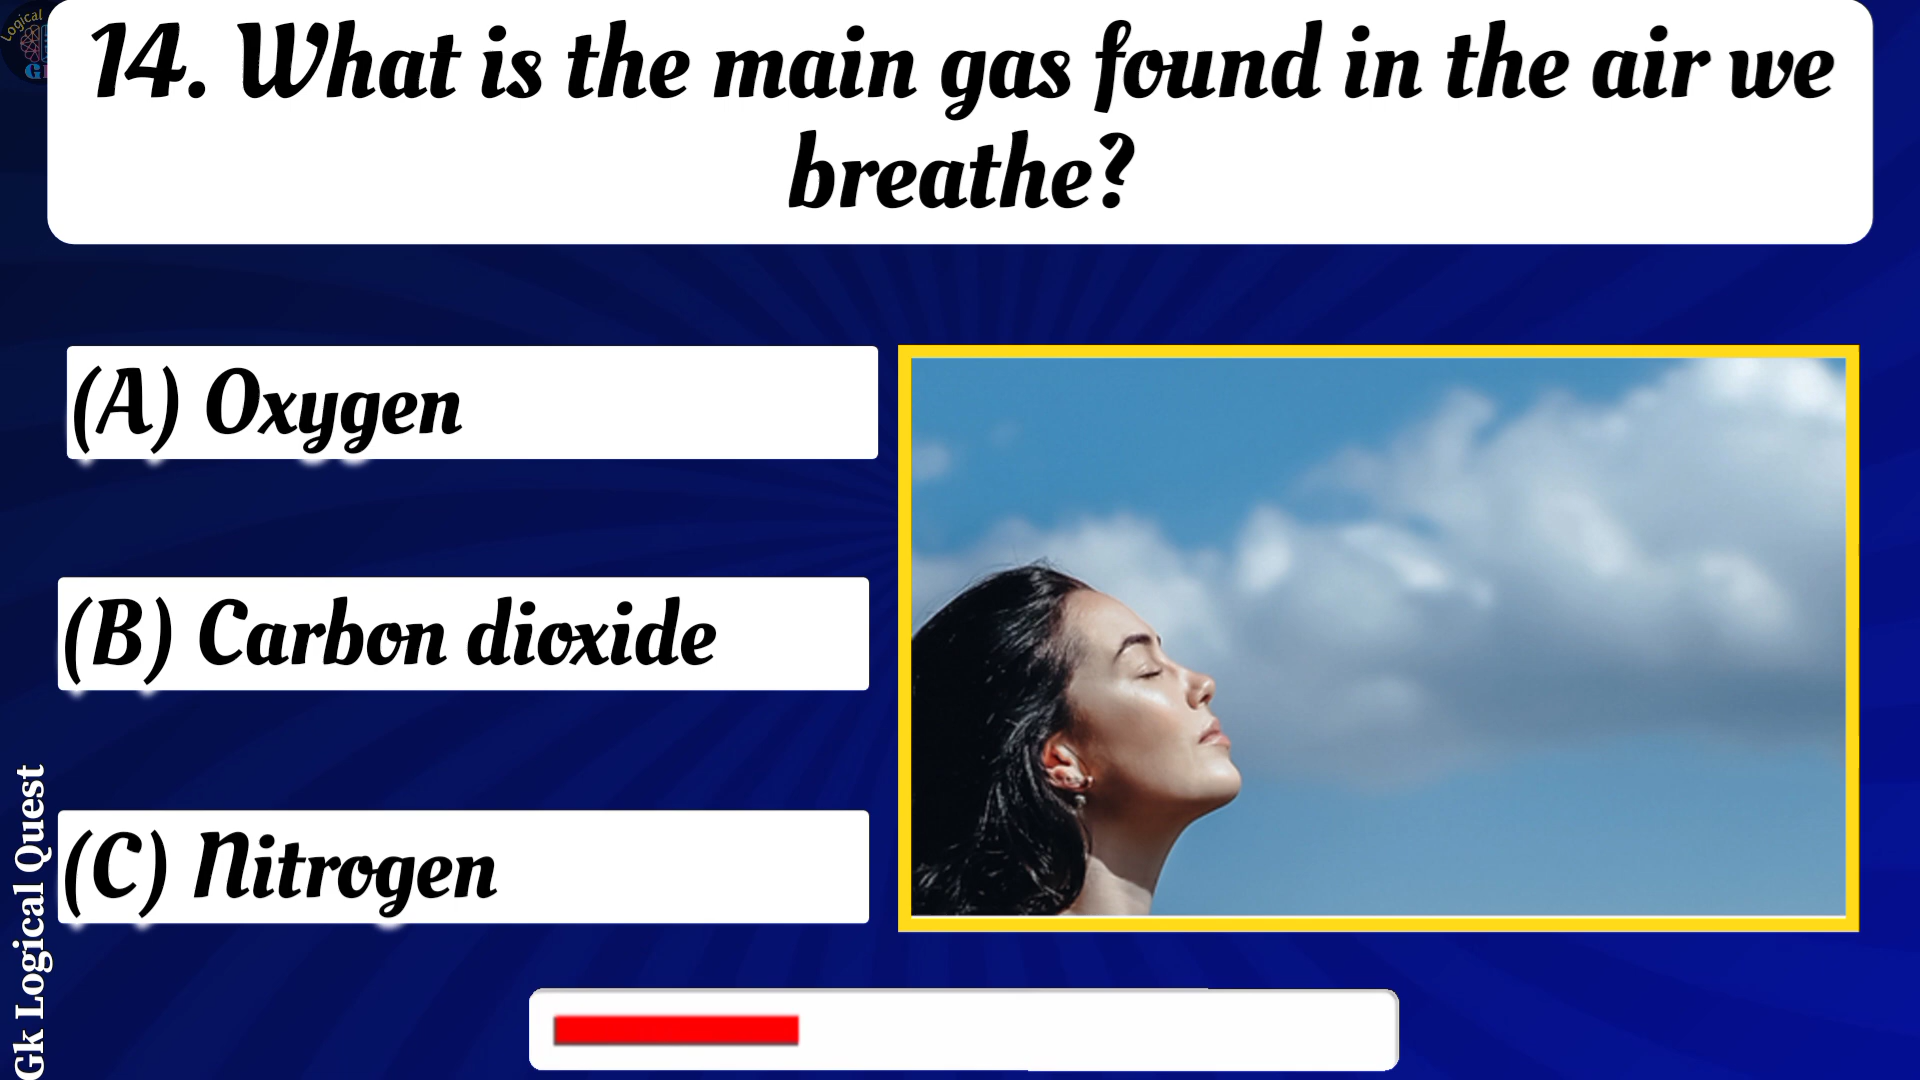 Logical
14. What is the main gas found in the air we
breathe?
(A) Oxygen
(B) Carbon dioxide
(C) Nitrogen
Gk Logical Quest